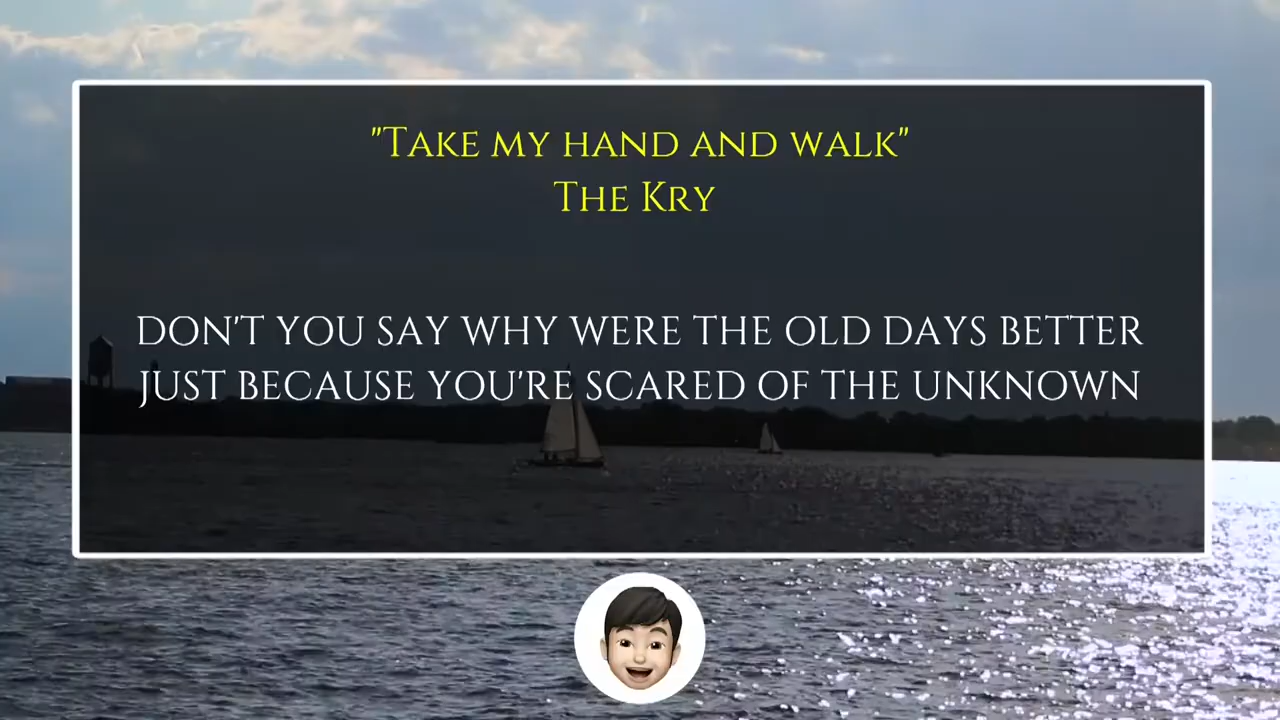 "Take my hand and walk"
The Kry
DON'T YOU SAY WHY WERE THE OLD DAYS BETTER
JUST BECAUSE YOU'RE SCARED OF THE UNKNOWN